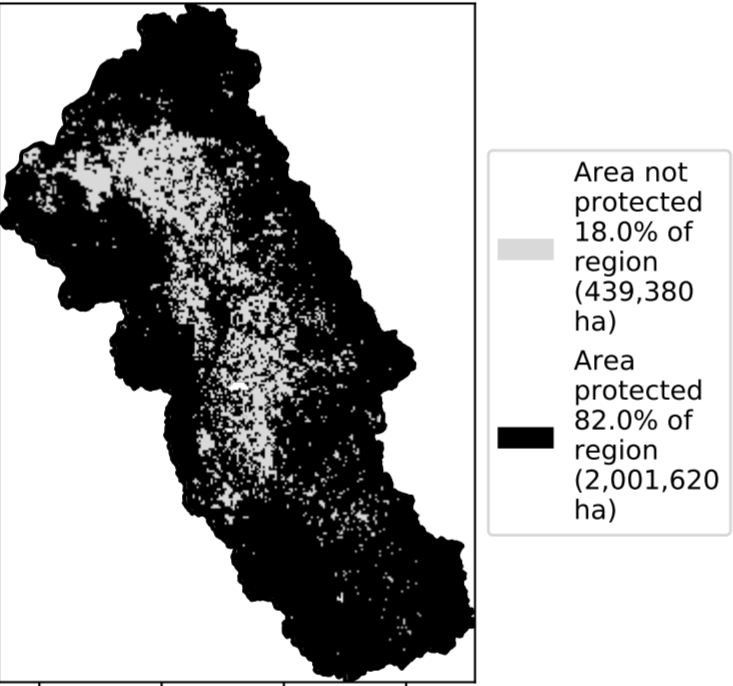 Area not
protected
18.0% of
region
(439,380
ha)
Area
protected
82.0% of
region
(2,001,620
ha)